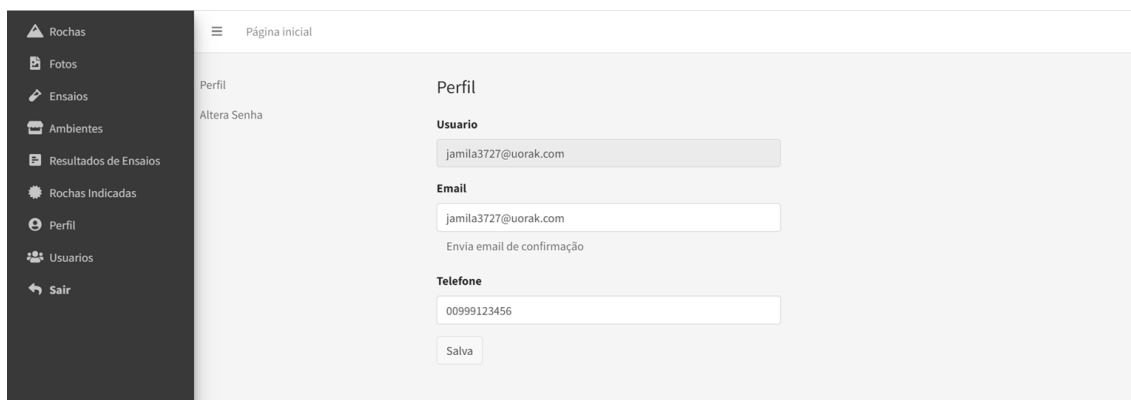 Rochas
Fotos
Ensaios
Ambientes
Resultados de Ensaios
Rochas Indicadas
Perfil
Usuarios
Sair
Página inicial
Perfil
Altera Senha
Perfil
Usuario
jamila3727@uorak.com
Email
jamila3727@uorak.com
Envia email de confirmação
Telefone
00999123456
Salva